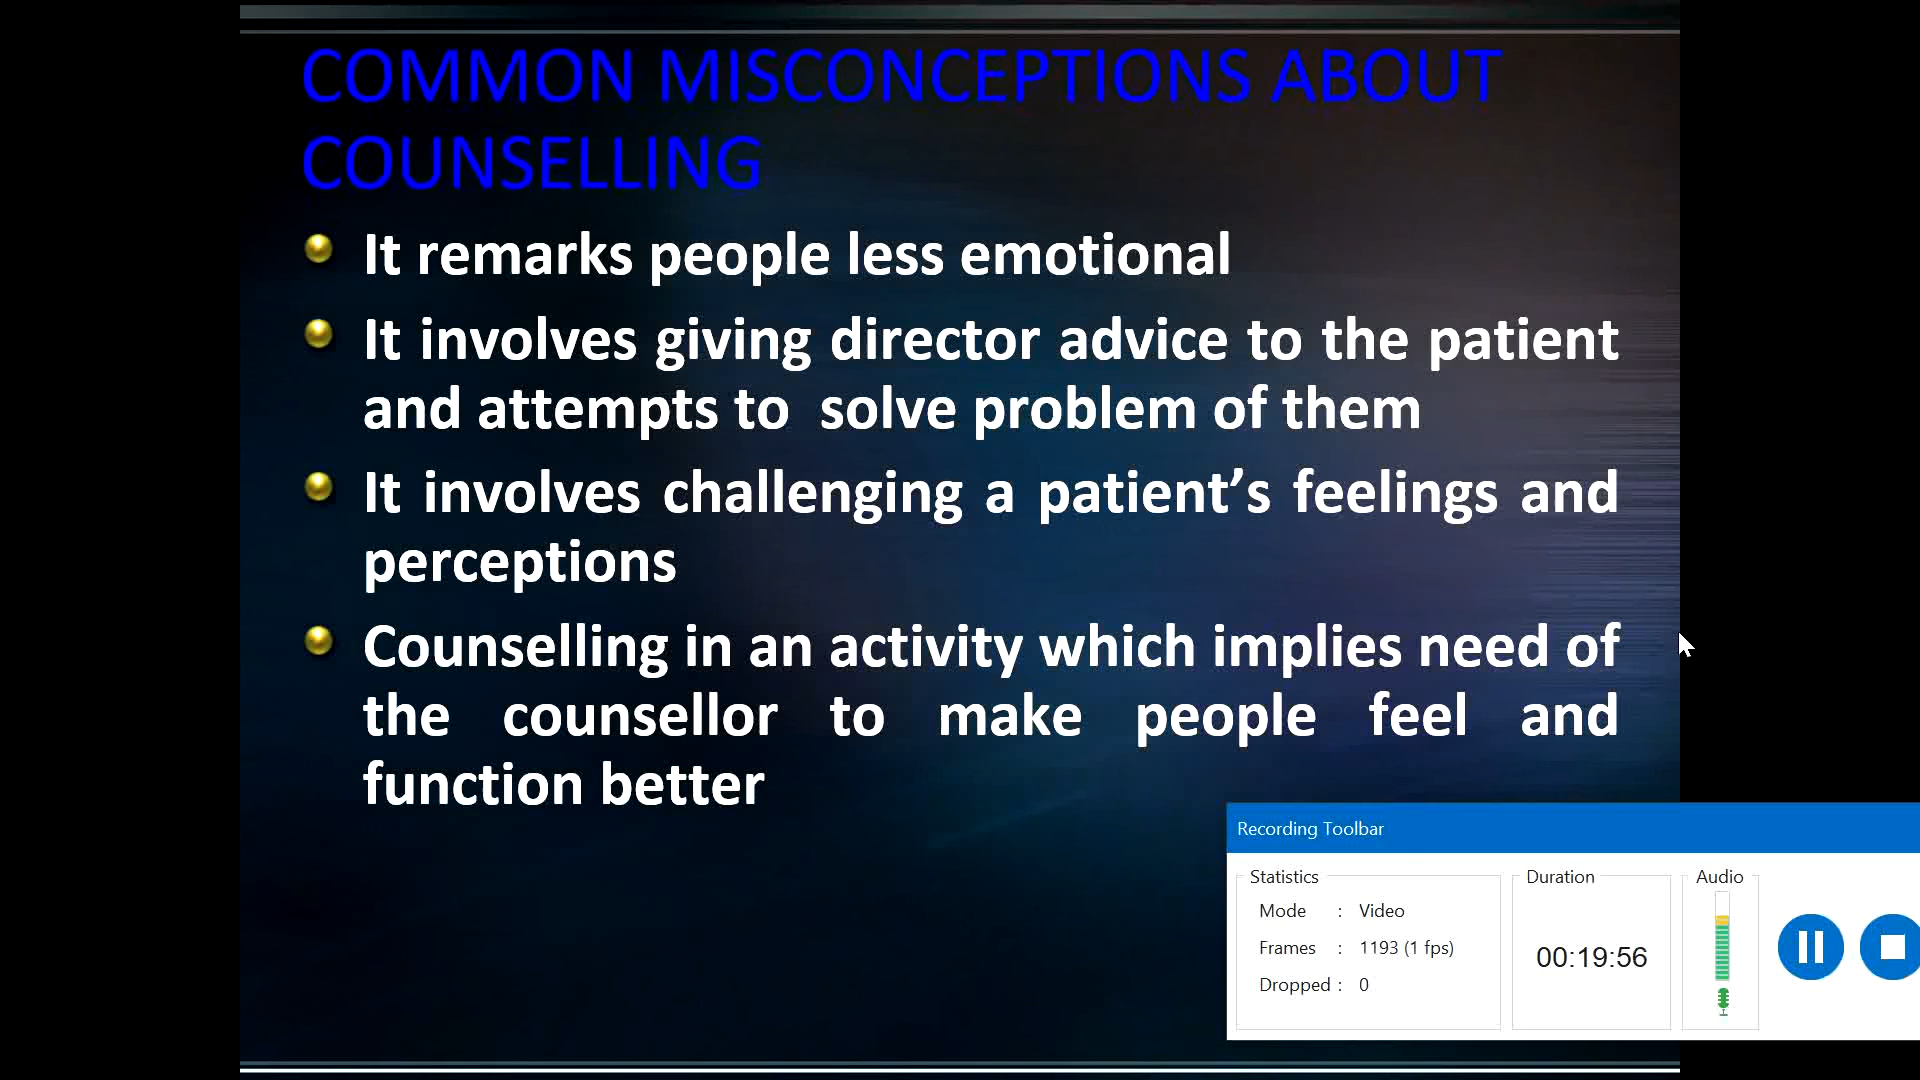 COMMON MISCONCEPTIONS ABOUT
COUNSELLING
It remarks people less emotional
It involves giving director advice to the patient
and attempts to solve problem of them
It involves challenging a patient’s feelings and
perceptions
Counselling in an activity which implies need of
the counsellor to make people feel and
function better
Recording Toolbar
Statistics
Mode : Video
Frames : 1193 (1 fps)
Dropped : 0
Duration
00:19:56
Audio